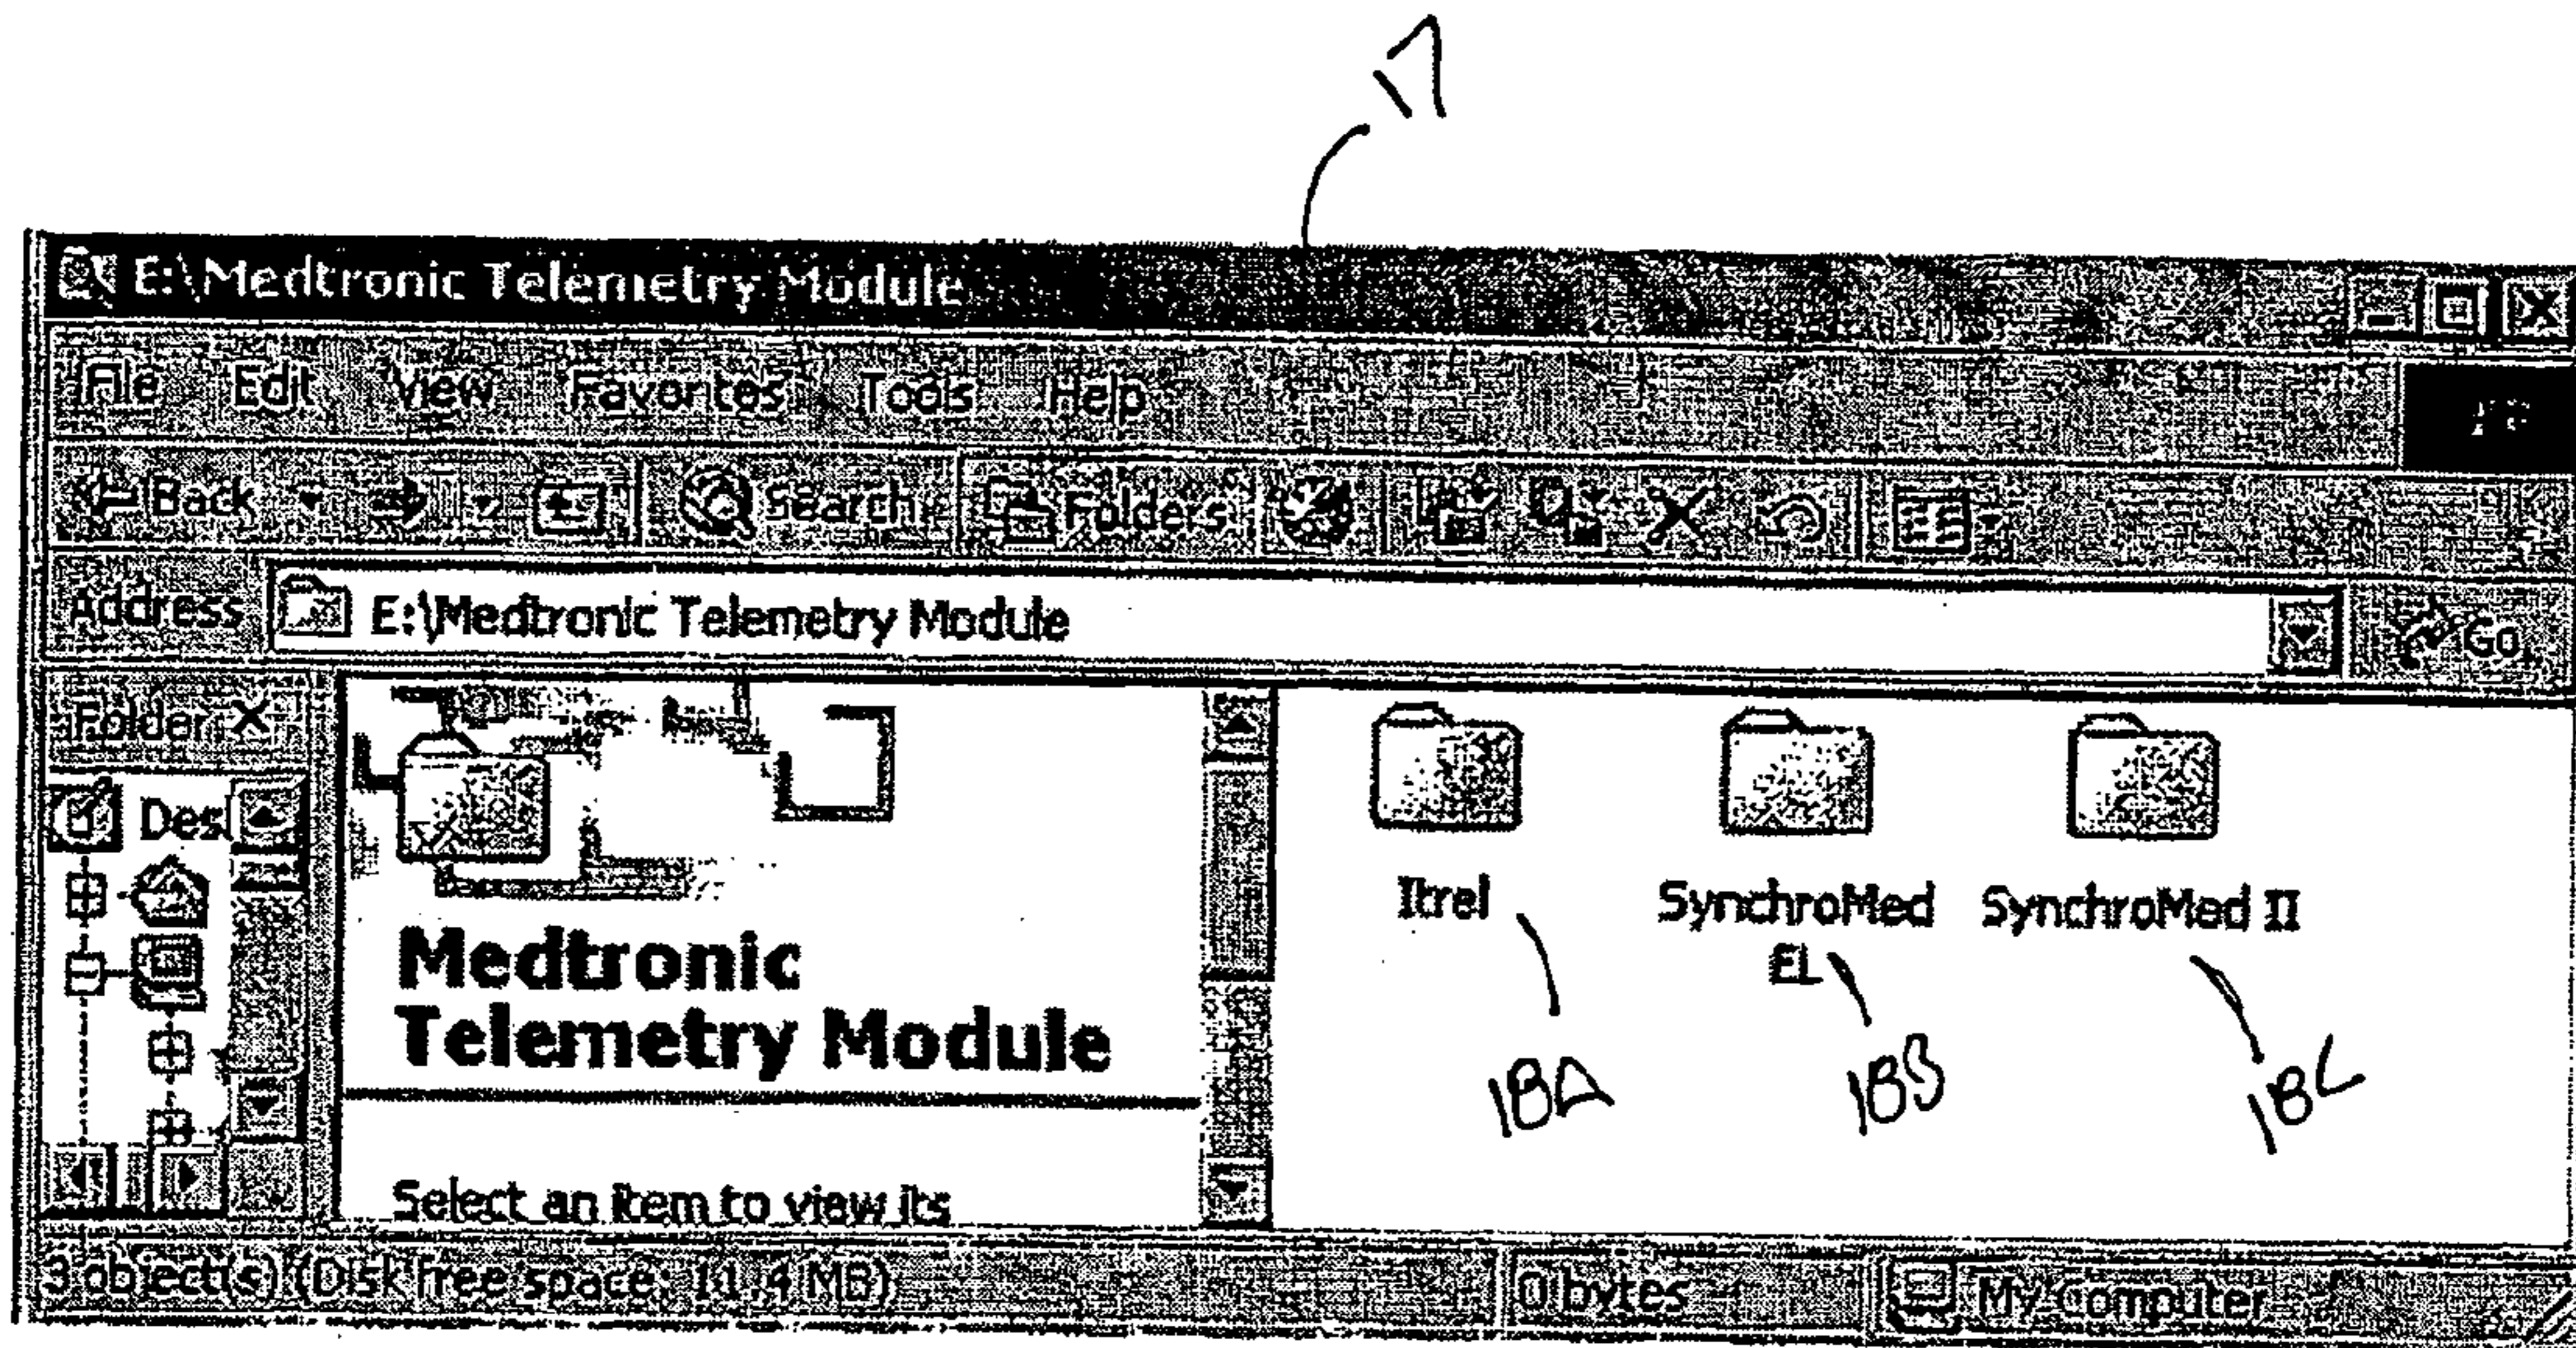 17
E:\Medtronic Telemetry Module
File Edit View Favorites Tools Help
Back Search Folders
Address E:\Medtronic Telemetry Module Go
Folder
Des
Medtronic
Telemetry Module
Select an item to view its
Itrel SynchroMed SynchroMed II
EL
18A 18B 18C
3 object(s) (Disk free space: 11.4 MB) 0 bytes My Computer